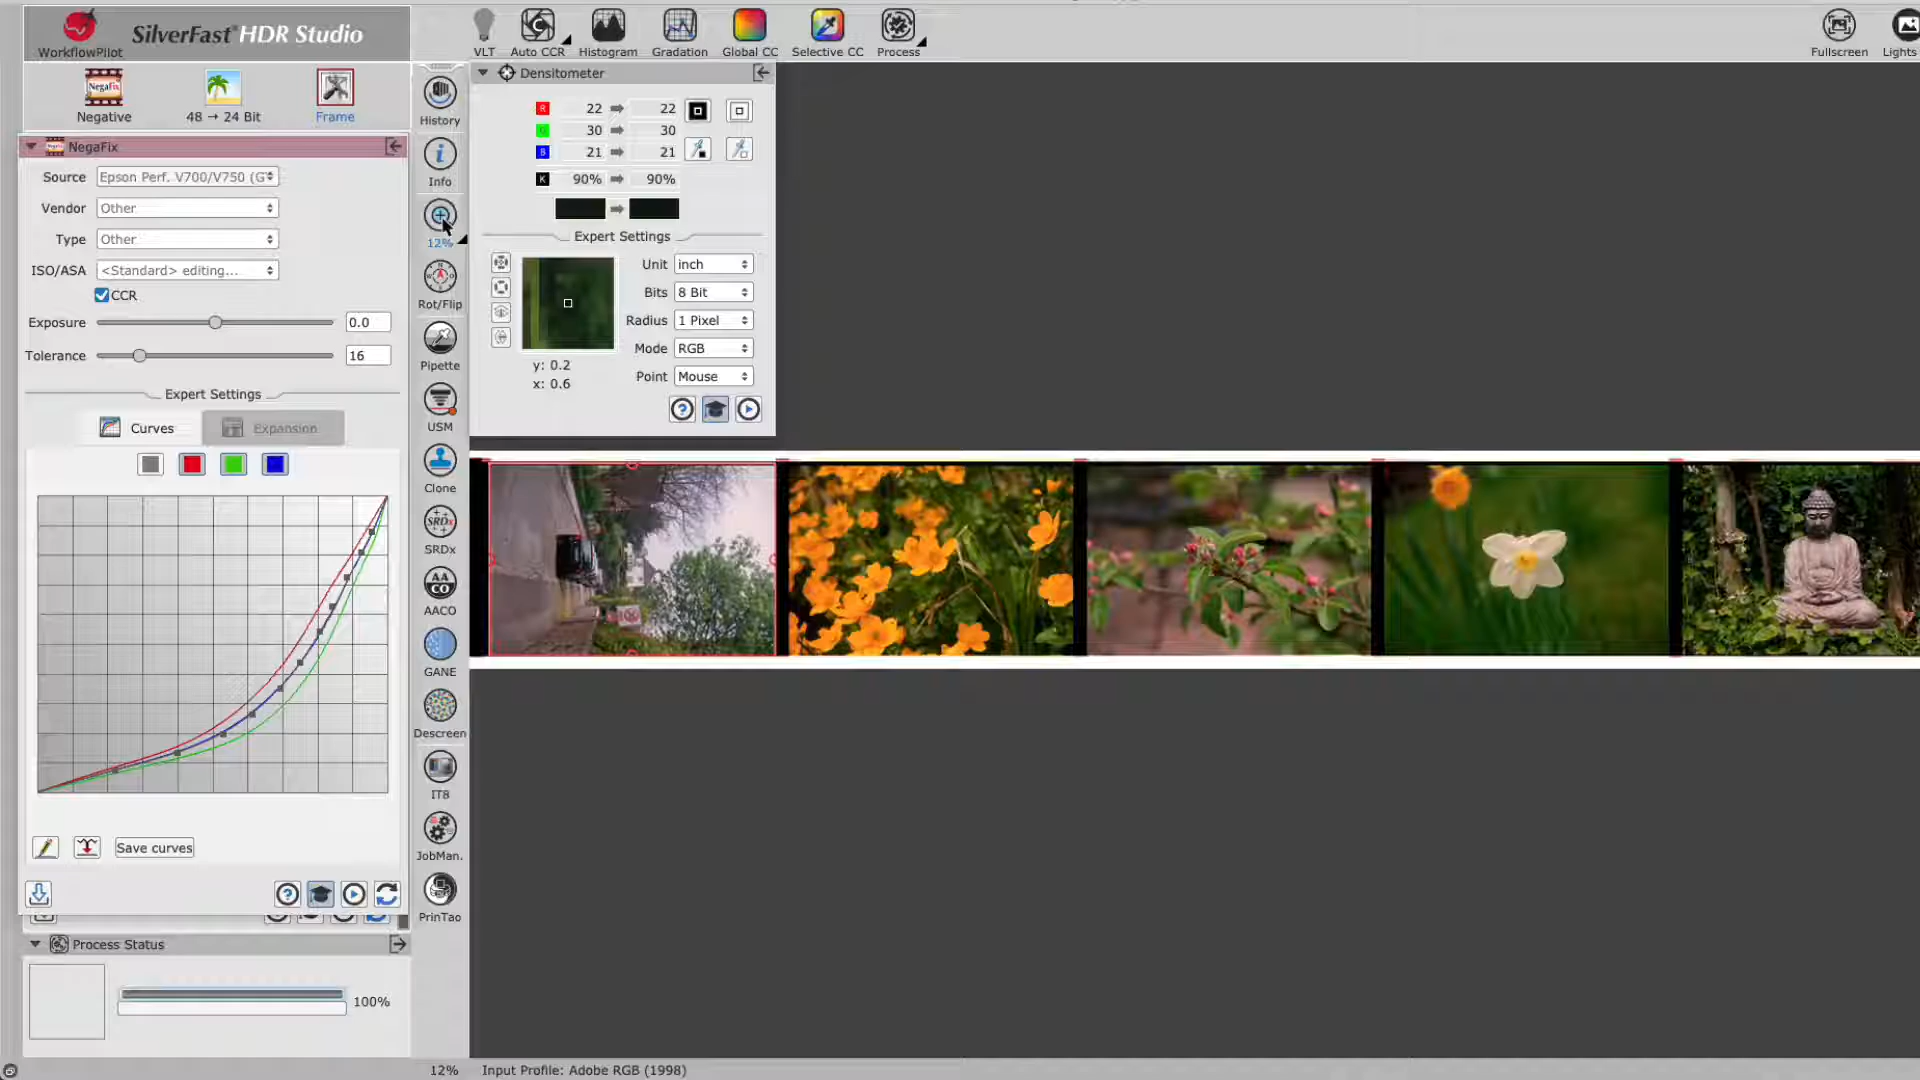 WorkflowPilot
SilverFast® HDR Studio
VLT
Auto CCR
Histogram
Gradation
Global CC
Selective CC
Process
Fullscreen
Lights
NegaFix
Negative
48 → 24 Bit
Frame
NegaFix
Source
Epson Perf. V700/V750 (G
Vendor
Other
Type
Other
ISO/ASA
<Standard> editing...
CCR
Exposure
0.0
Tolerance
16
Expert Settings
Curves
Expansion
Save curves
Process Status
100%
History
Info
12%
Rot/Flip
Pipette
USM
Clone
SRDx
SRDx
AA
CO
AACO
GANE
Descreen
IT8
JobMan.
PrinTao
Densitometer
R 22 22
30 30
B 21 21
K 90% 90%
Expert Settings
Unit
inch
Bits
8 Bit
Radius
1 Pixel
Mode
RGB
Point
Mouse
y: 0.2
x: 0.6
12%
Input Profile: Adobe RGB (1998)